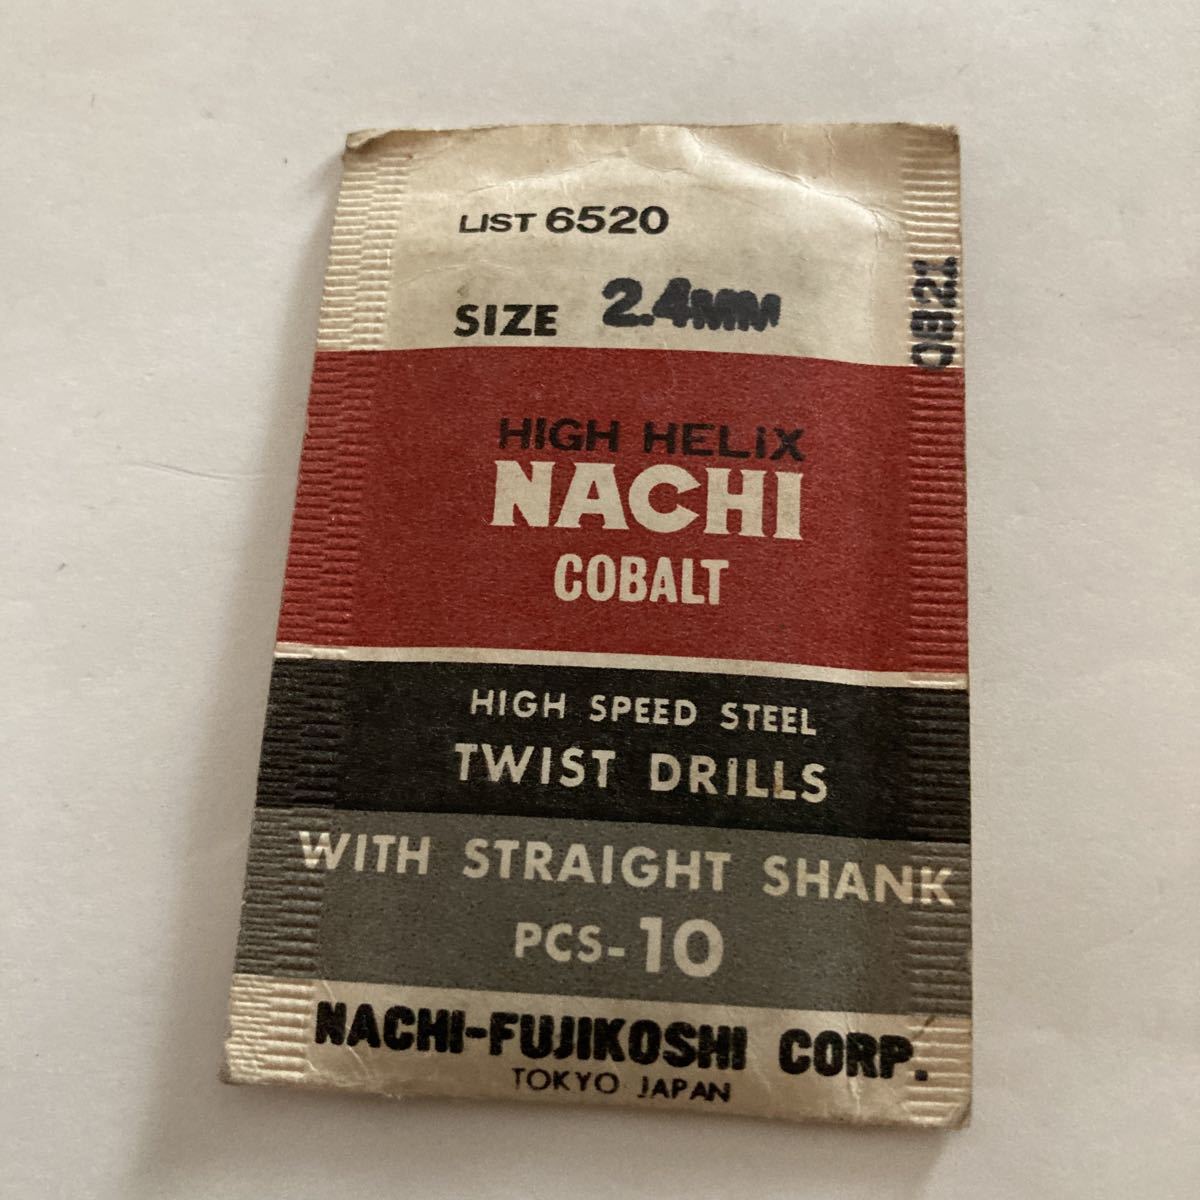 LIST 6520
SIZE 2.4MM
0821
HIGH HELiX
NACHI
COBALT
HIGH SPEED STEEL
TWIST DRILLS
WITH STRAIGHT SHANK
PCS-10
NACHI-FUJIKOSHI CORP.
TOKYO JAPAN